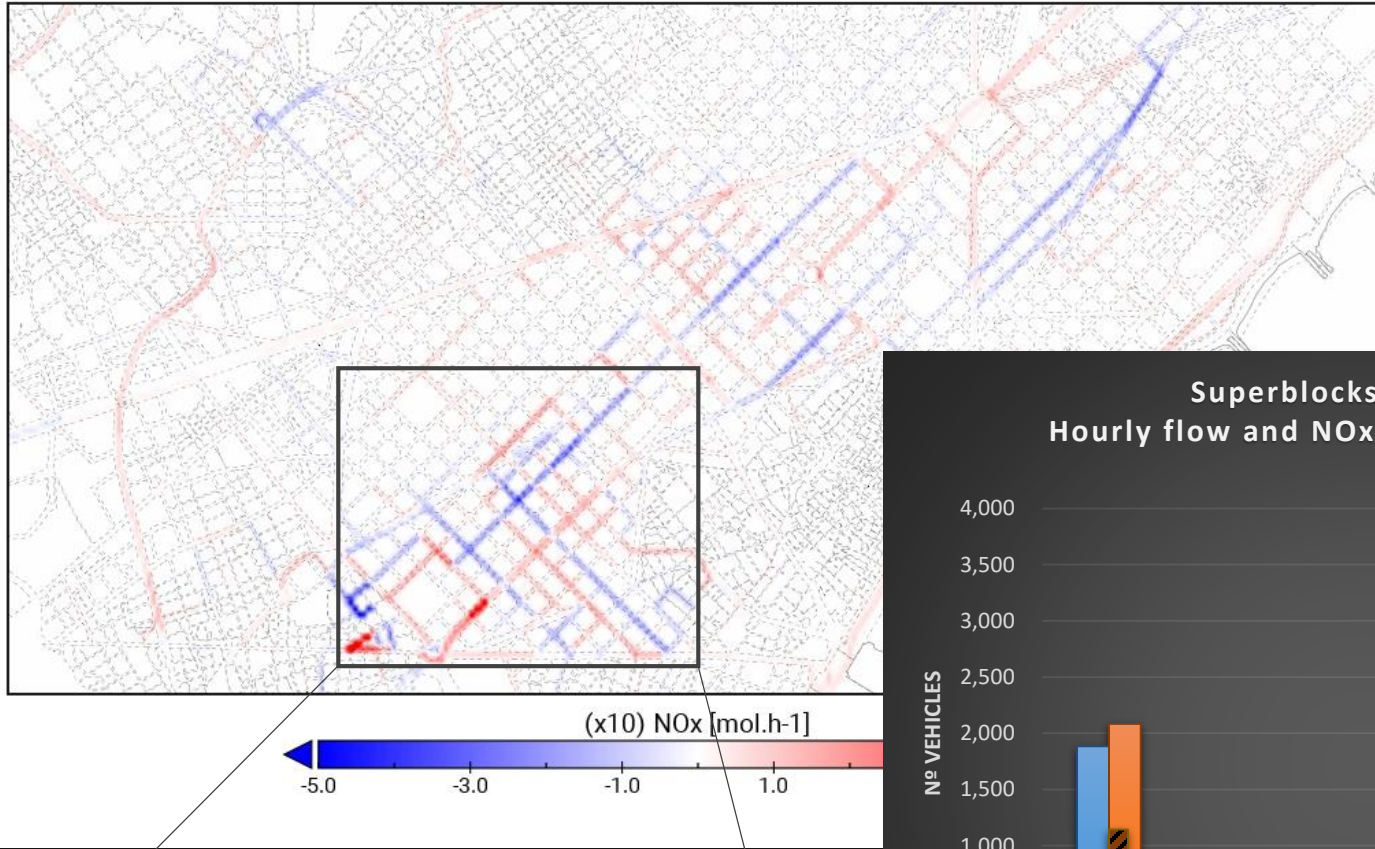 (x10) NOx [mol.h-1]
-5.0 -3.0 -1.0 1.0
Superblocks
Hourly flow and NOx
Nº VEHICLES
4,000
3,500
3,000
2,500
2,000
1,500
1,000